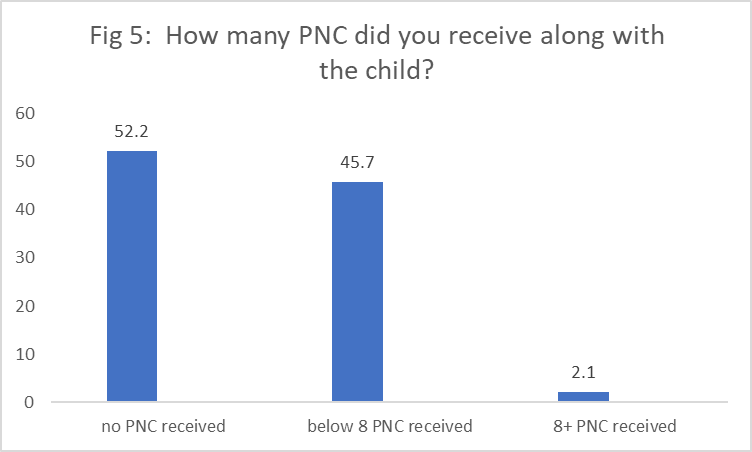 Fig 5:  How many PNC did you receive along with
the child?
60
50
40
30
20
10
0
52.2
45.7
2.1
no PNC received
below 8 PNC received
8+ PNC received